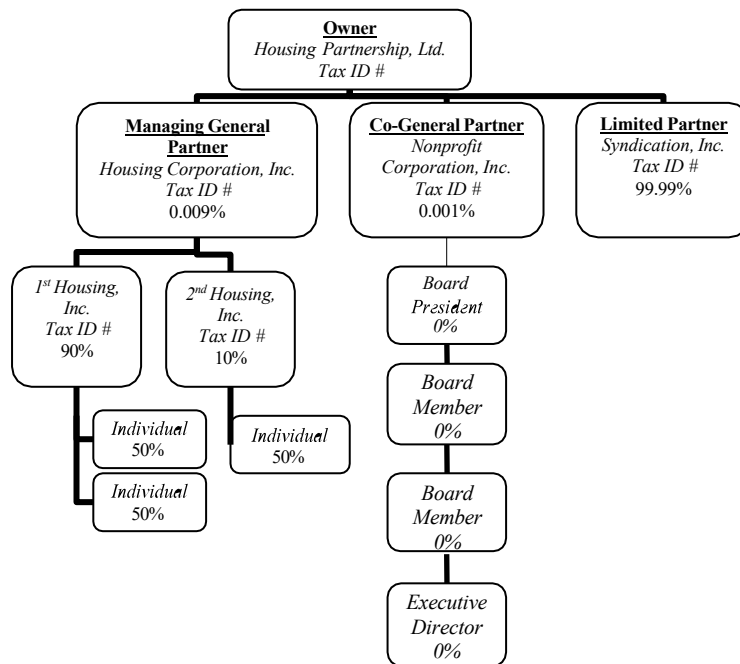 Owner
Housing Partnership, Ltd.
Tax ID #
Managing General
Partner
Housing Corporation, Inc.
Tax ID #
0.009%
Co-General Partner
Nonprofit
Corporation, Inc.
Tax ID #
0.001%
Limited Partner
Syndication, Inc.
Tax ID #
99.99%
1st Housing,
Inc.
Tax ID #
90%
2nd Housing,
Inc.
Tax ID #
10%
Individual
50%
Individual
50%
Individual
50%
Board
President
0%
Board
Member
0%
Board
Member
0%
Executive
Director
0%